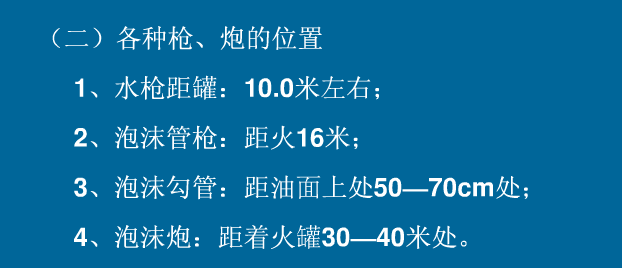 （二）各种枪、炮的位置
1、水枪距罐：10.0米左右；
2、泡沫管枪：距火16米；
3、泡沫勾管：距油面上处50—70cm处；
4、泡沫炮：距着火罐30—40米处。